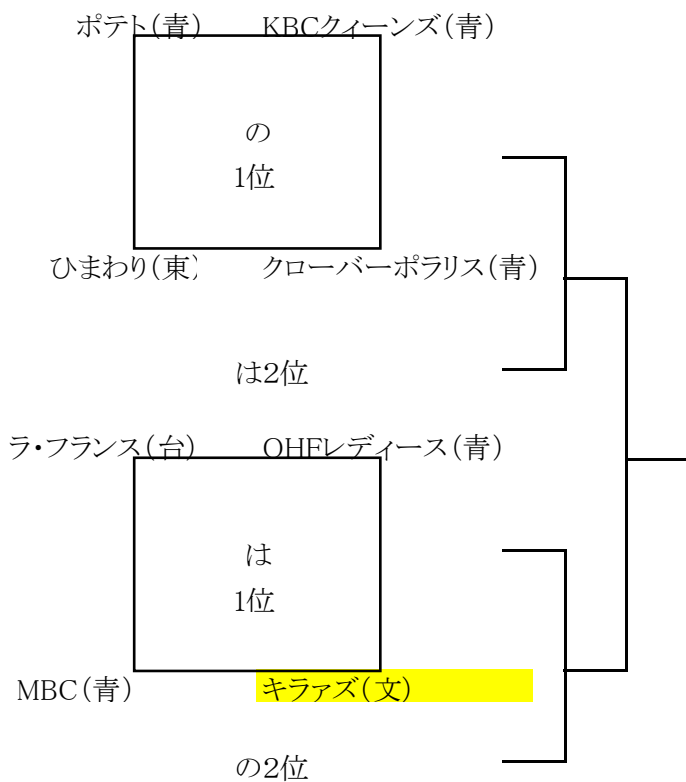 ポテト(青) KBCクィーンズ(青)
の
1位
ひまわり(東) クローバーポラリス(青)
は2位
ラ・フランス(台) OHFレディース(青)
は
1位
MBC(青) キラァズ(文)
の2位